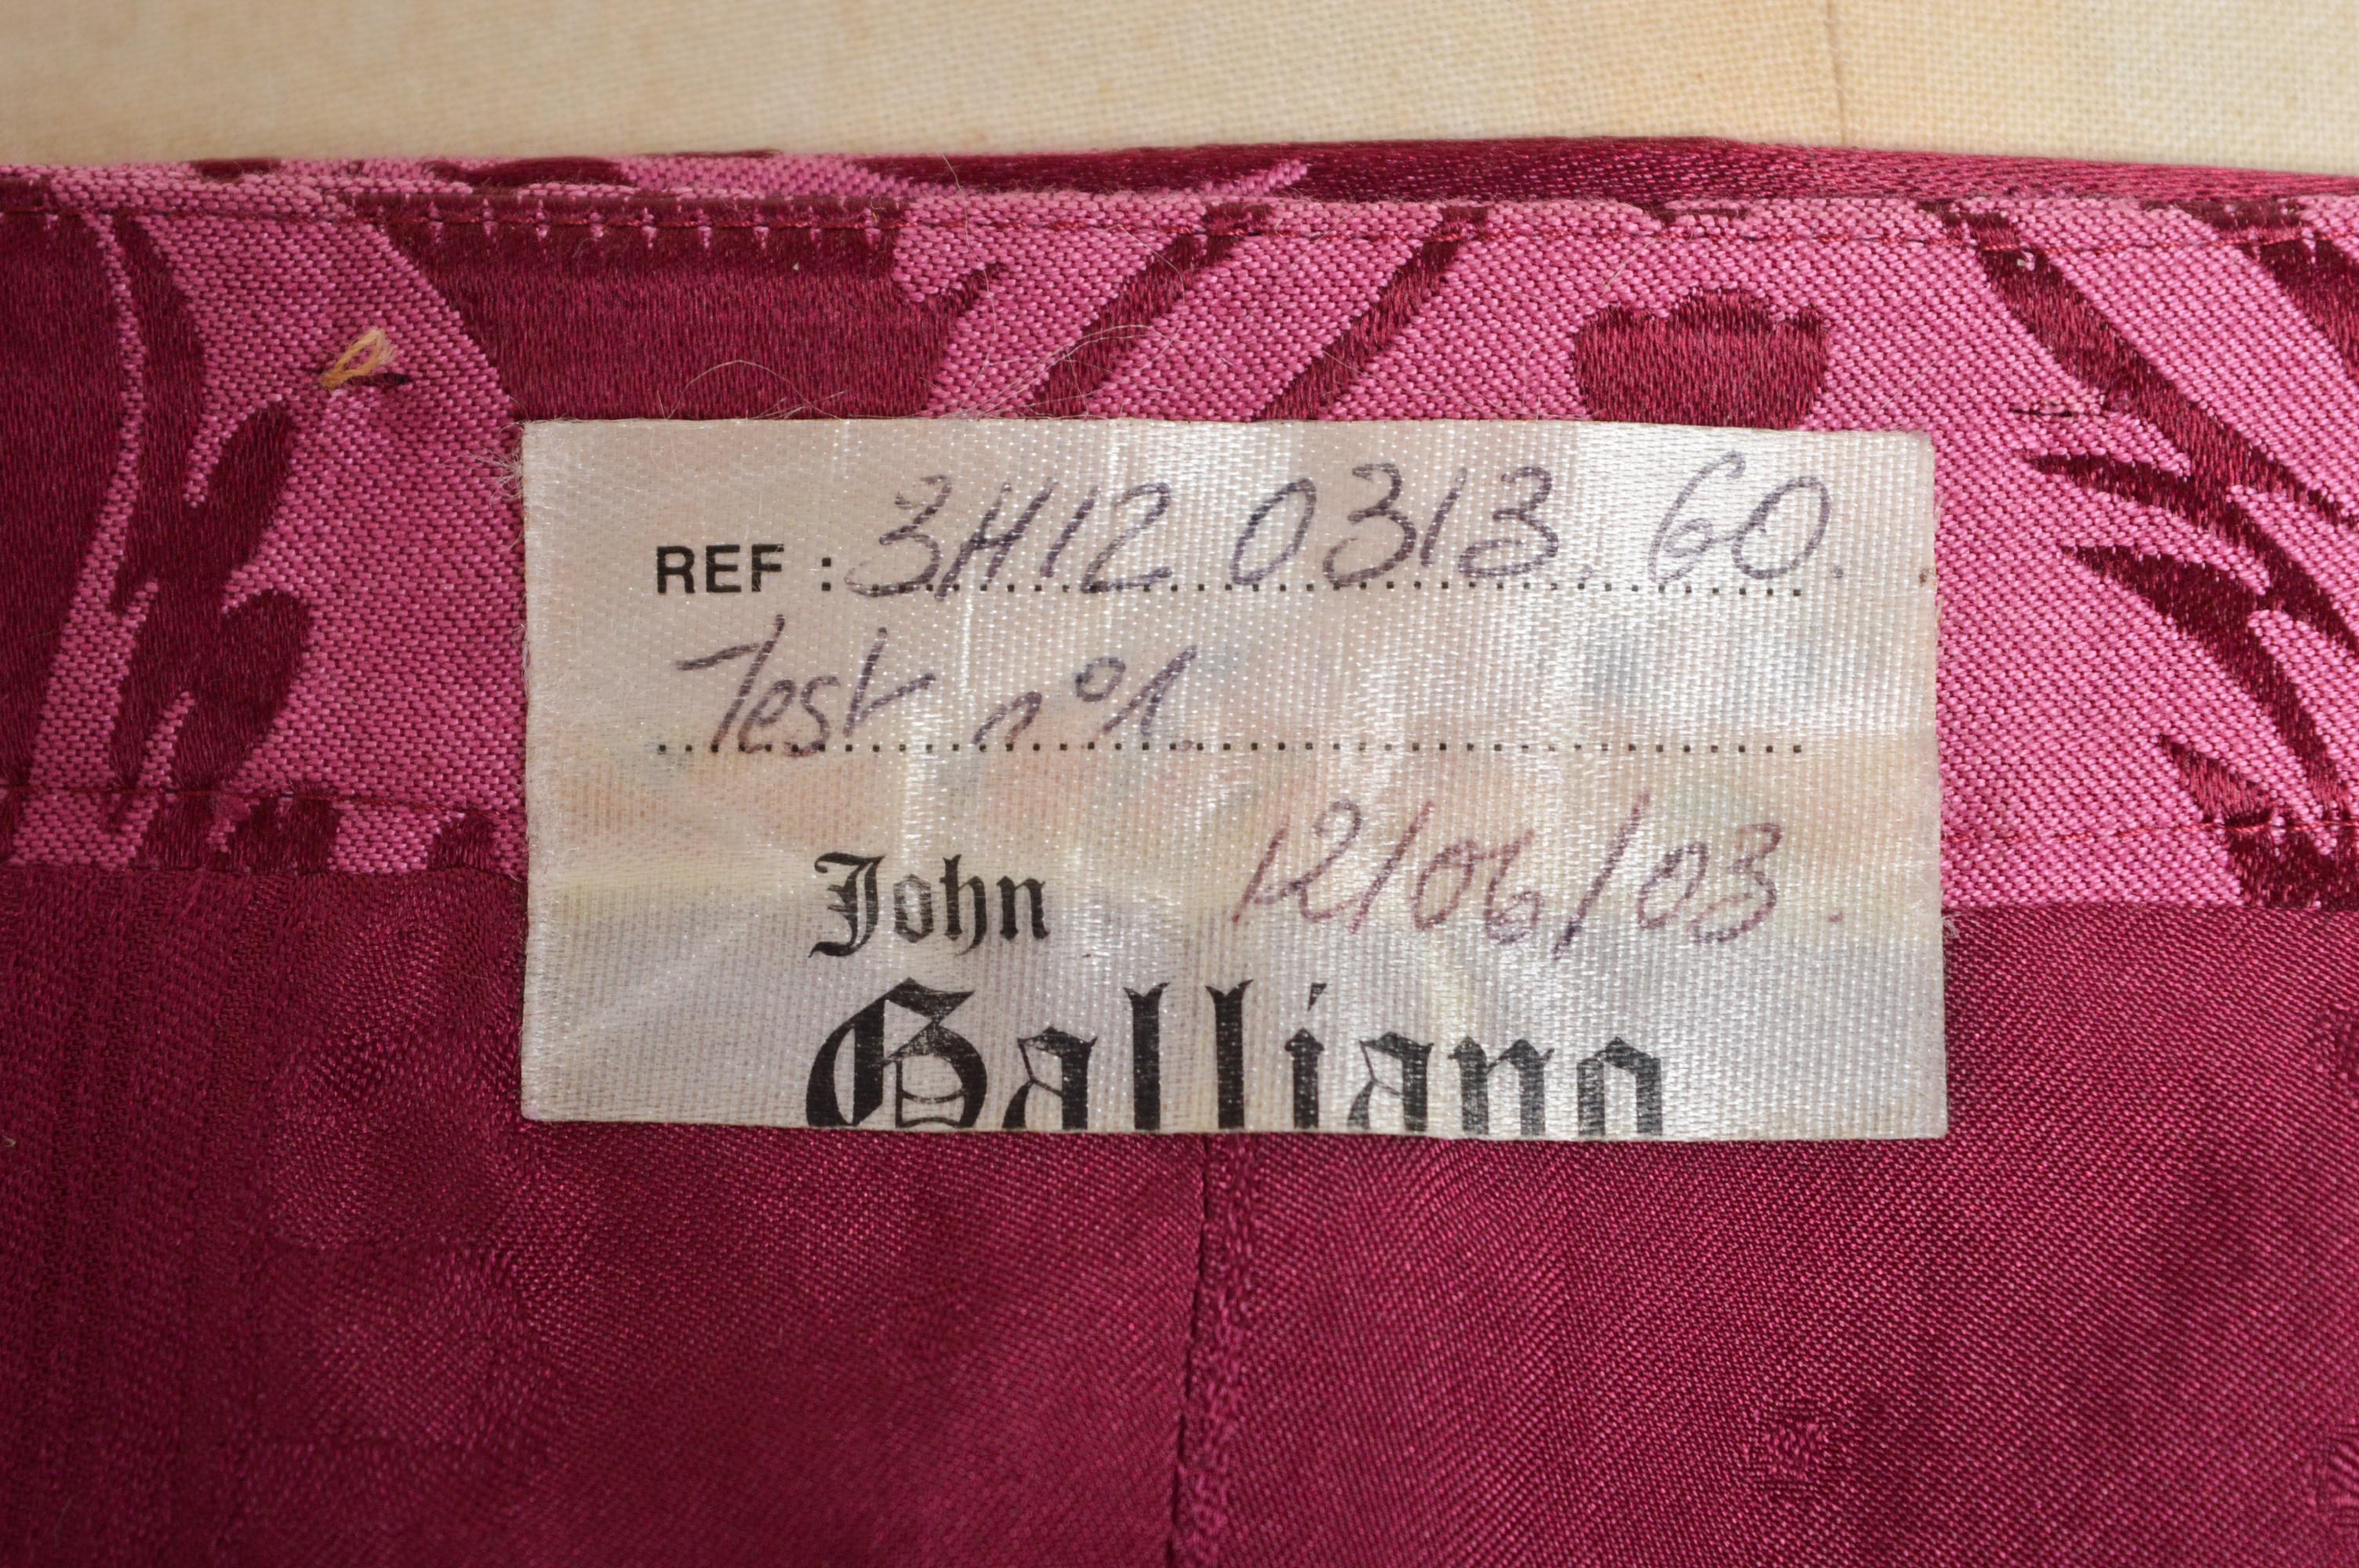 REF : 3H12 0313. 60.
Test n°1
12/06/03.
John
Galliano